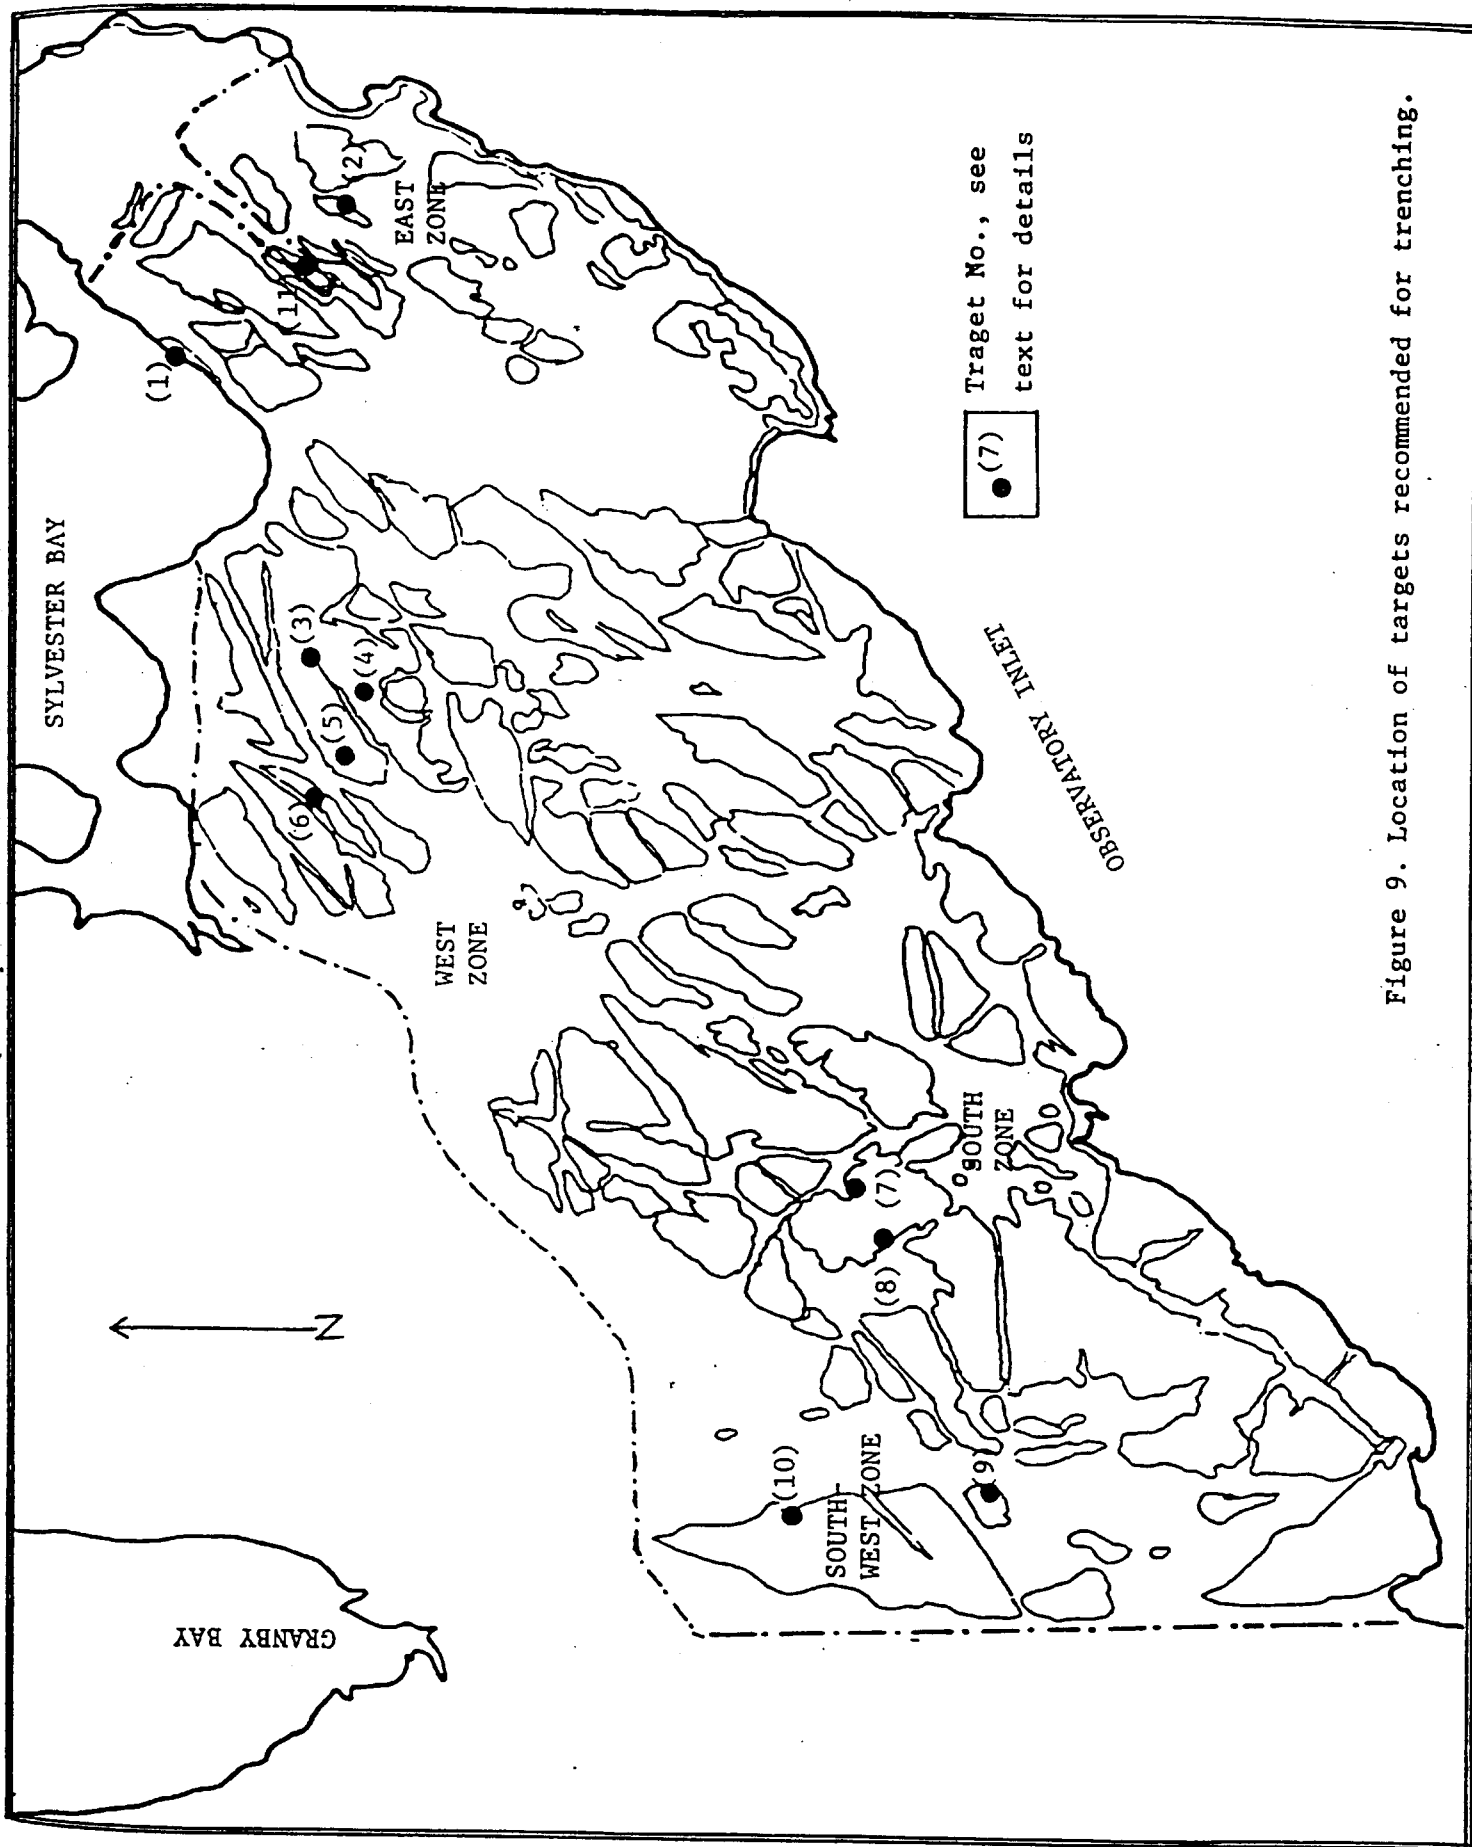 SYLVESTER BAY
GRANBY BAY
N
(1)
(11)
(2)
EAST
ZONE
(3)
(4)
(5)
(6)
WEST
ZONE
(10)
SOUTH-
WEST ZONE
(7)
(8)
(9)
SOUTH
ZONE
OBSERVATORY INLET
(7)
Traget No., see
text for details
Figure 9. Location of targets recommended for trenching.